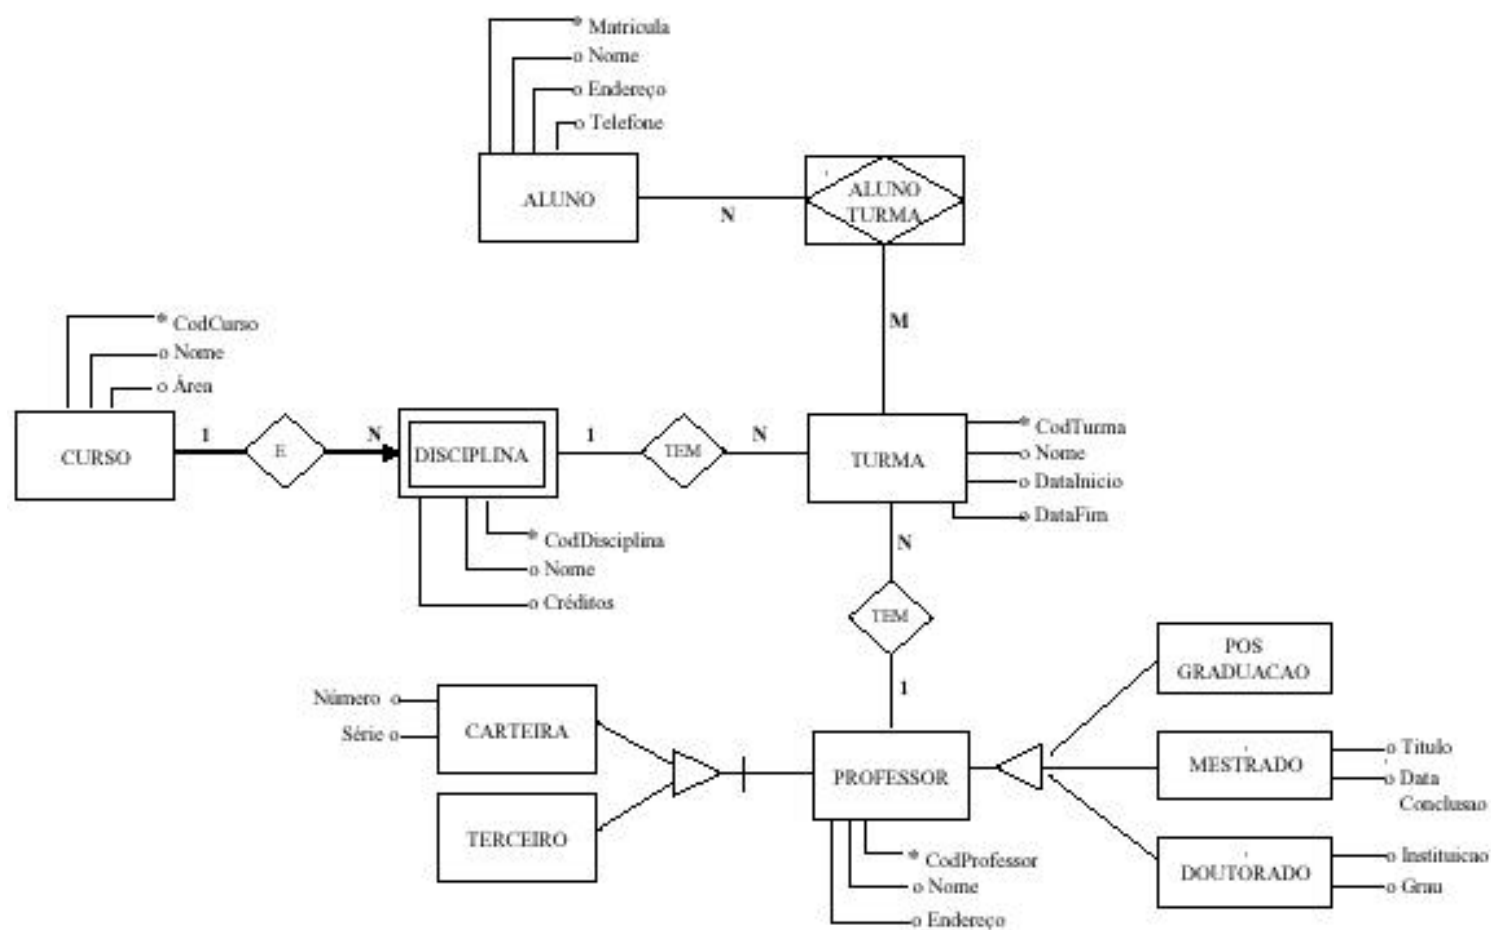 * Matricula
o Nome
o Endereço
o Telefone
ALUNO
N
ALUNO
TURMA
M
* CodCurso
o Nome
o Área
CURSO
1
E
N
DISCIPLINA
1
TEM
N
TURMA
* CodTurma
o Nome
o DataInicio
o DataFim
* CodDisciplina
o Nome
o Créditos
N
TEM
1
Número o
Série o
CARTEIRA
TERCEIRO
PROFESSOR
* CodProfessor
o Nome
o Endereço
POS
GRADUACAO
MESTRADO
o Titulo
o Data
Conclusao
DOUTORADO
o Instituicao
o Grau